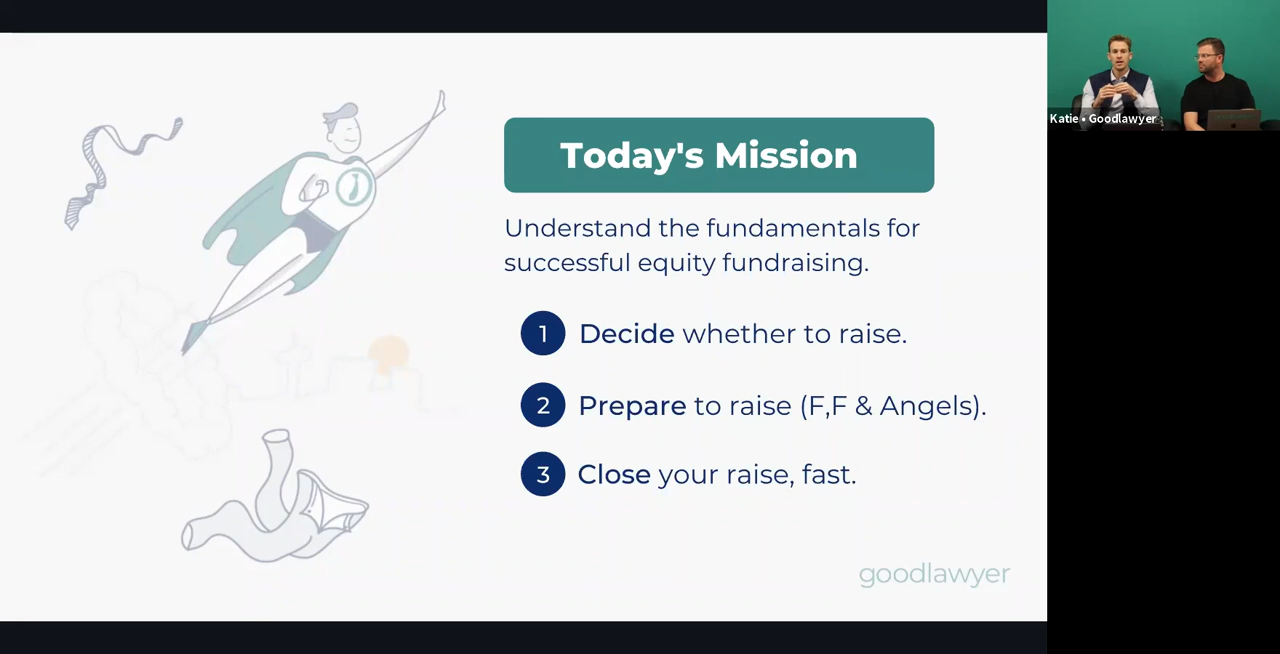 Today's Mission
Understand the fundamentals for
successful equity fundraising.
1 Decide whether to raise.
2 Prepare to raise (F,F & Angels).
3 Close your raise, fast.
goodlawyer
Katie • Goodlawyer